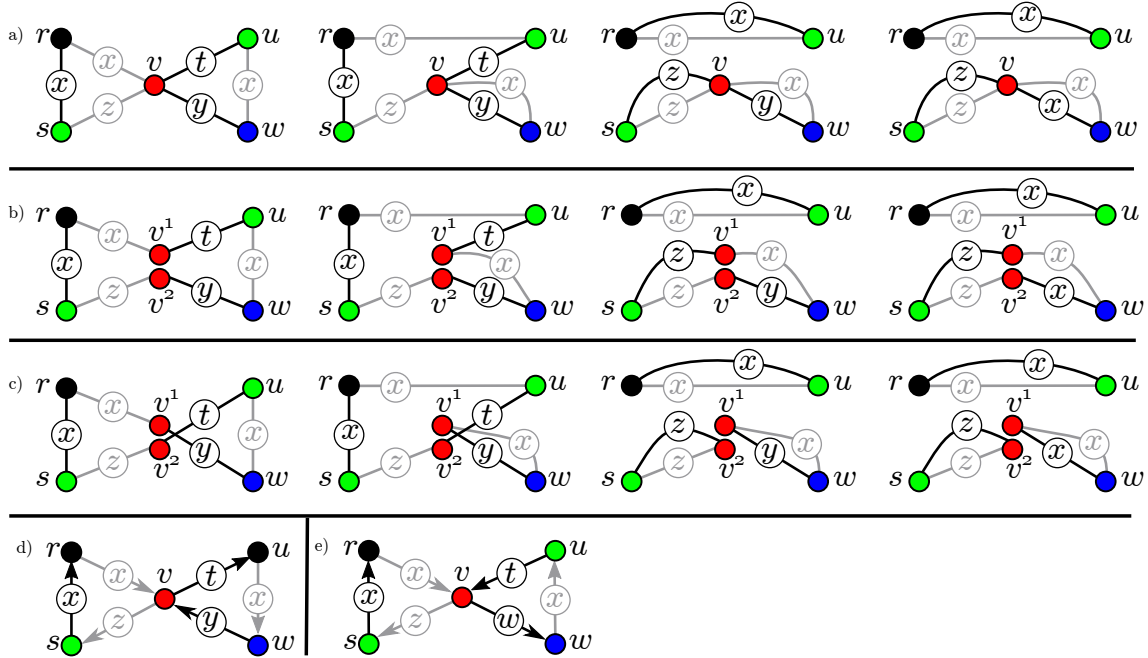 a) r x s x z v t y u x w r x s x z v t y x u w r x x u s z z v y x w r x x u s z z v x x w
b) r x s x z v¹ v² t y u x w r x s x z v¹ v² t y x u w r x x u s z z v¹ v² y x w r x x u s z z v¹ v² x x w
c) r x s x z v¹ v² t y u x w r x s x z v¹ v² t y x u w r x x u s z z v¹ v² y x w r x x u s z z v¹ v² x x w
d) r x s x z v t y u x w
e) r x s x z v t w u x w